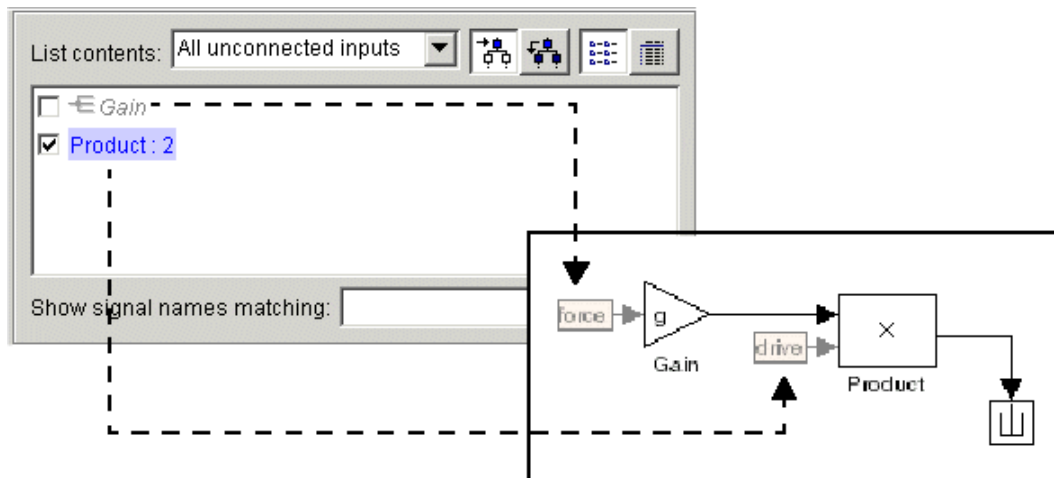 List contents: All unconnected inputs
Gain
Product : 2
Show signal names matching:
force
g
Gain
drive
×
Product